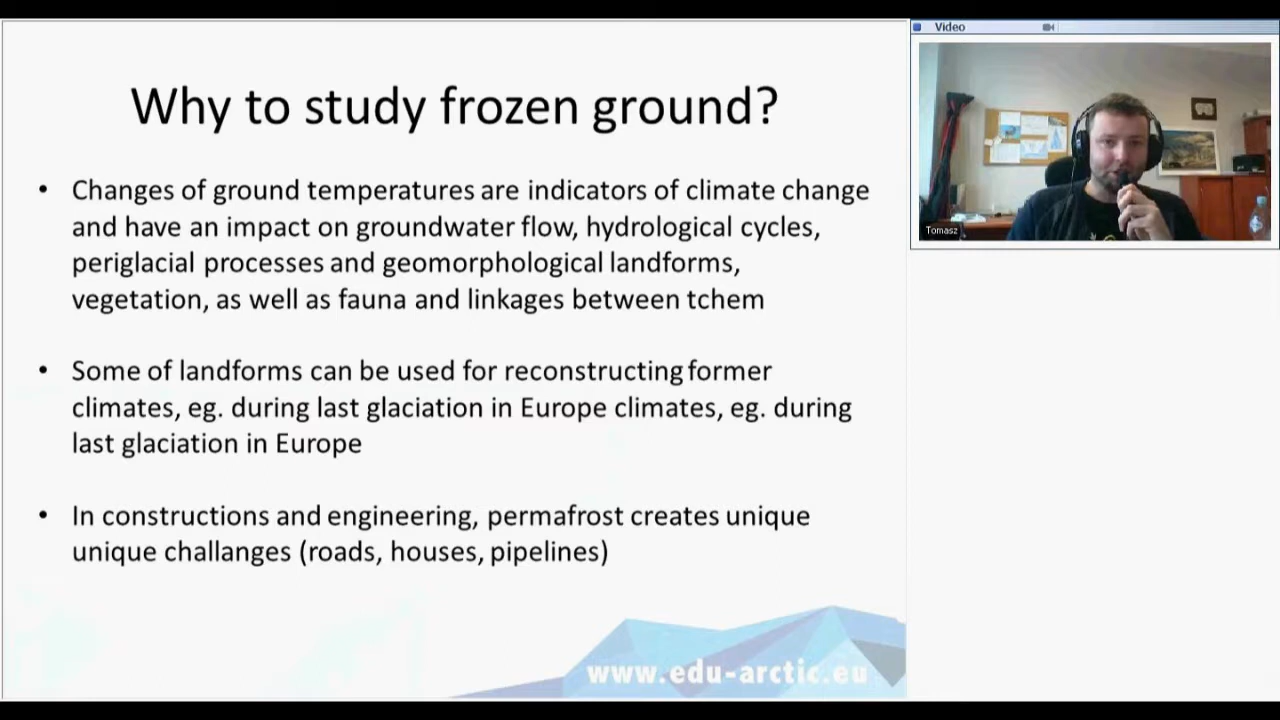 Why to study frozen ground?
• Changes of ground temperatures are indicators of climate change
and have an impact on groundwater flow, hydrological cycles,
periglacial processes and geomorphological landforms,
vegetation, as well as fauna and linkages between tchem
• Some of landforms can be used for reconstructing former
climates, eg. during last glaciation in Europe climates, eg. during
last glaciation in Europe
• In constructions and engineering, permafrost creates unique
unique challanges (roads, houses, pipelines)
www.edu-arctic.eu
Video
Tomasz